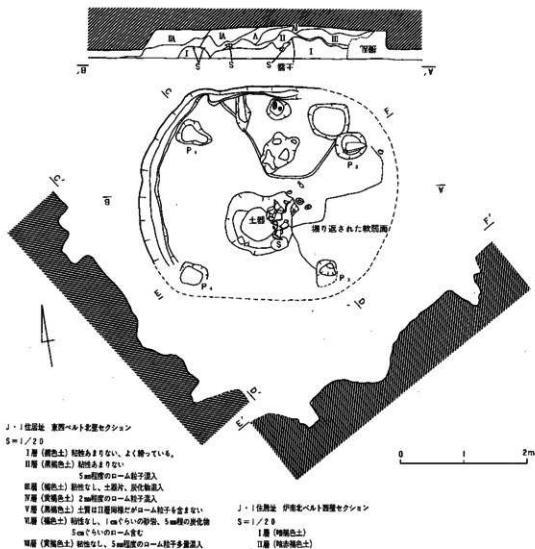 Ⅶ Ⅵ Ⅴ Ⅱ Ⅳ Ⅲ 攪乱
Ⅰ Ⅰ
S S S 土器
B' A'
C' E'
P P
B A
土器
掘り返された軟弱面
S
C' F'
P P
E D'
D'
E'
0 1 2m
J・1住居址 東西ベルト北壁セクション
S=1/20
Ⅰ層(褐色土)粘性あまりない、よく締っている。
Ⅱ層(黒褐色土)粘性あまりない
5mm程度のローム粒子混入
Ⅲ層(褐色土)粘性なし、土器片、炭化物混入
Ⅳ層(黄褐色土)2mm程度のローム粒子混入
Ⅴ層(黒褐色土)土質はⅡ層同様だがローム粒子を含まない
Ⅵ層(褐色土)粘性なし、1cmぐらいの砂岩、5mm程の炭化物
5cmぐらいのローム含む
Ⅶ層(黄褐色土)粘性なし、5mm程度のローム粒子多量混入
J・1住居址 炉南北ベルト西壁セクション
S=1/20
Ⅰ層(暗褐色土)
Ⅱ層(暗赤褐色土)